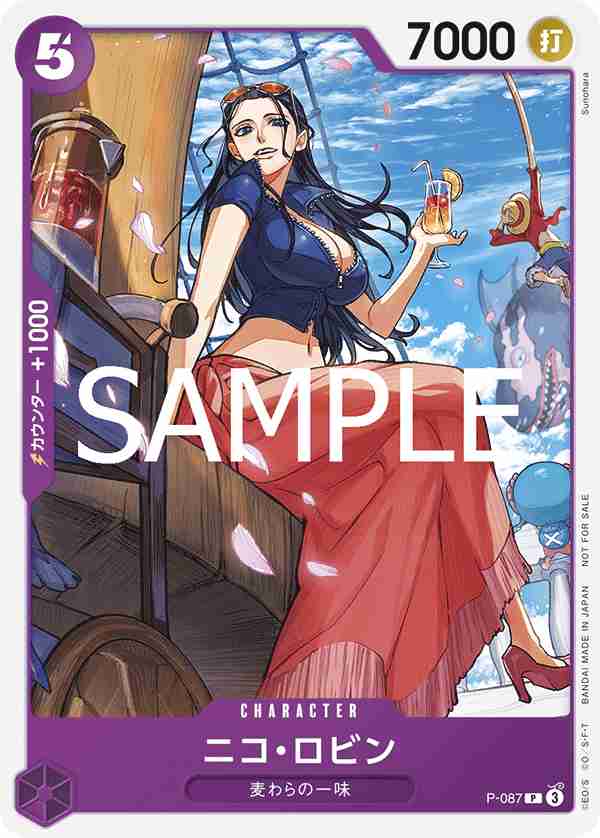 5
7000
打
Sunohara
カウンター +1000
SAMPLE
CHARACTER
ニコ・ロビン
麦わらの一味
P-087 P 3
©E.O/S ©O/S・F・T BANDAI MADE IN JAPAN NOT FOR SALE